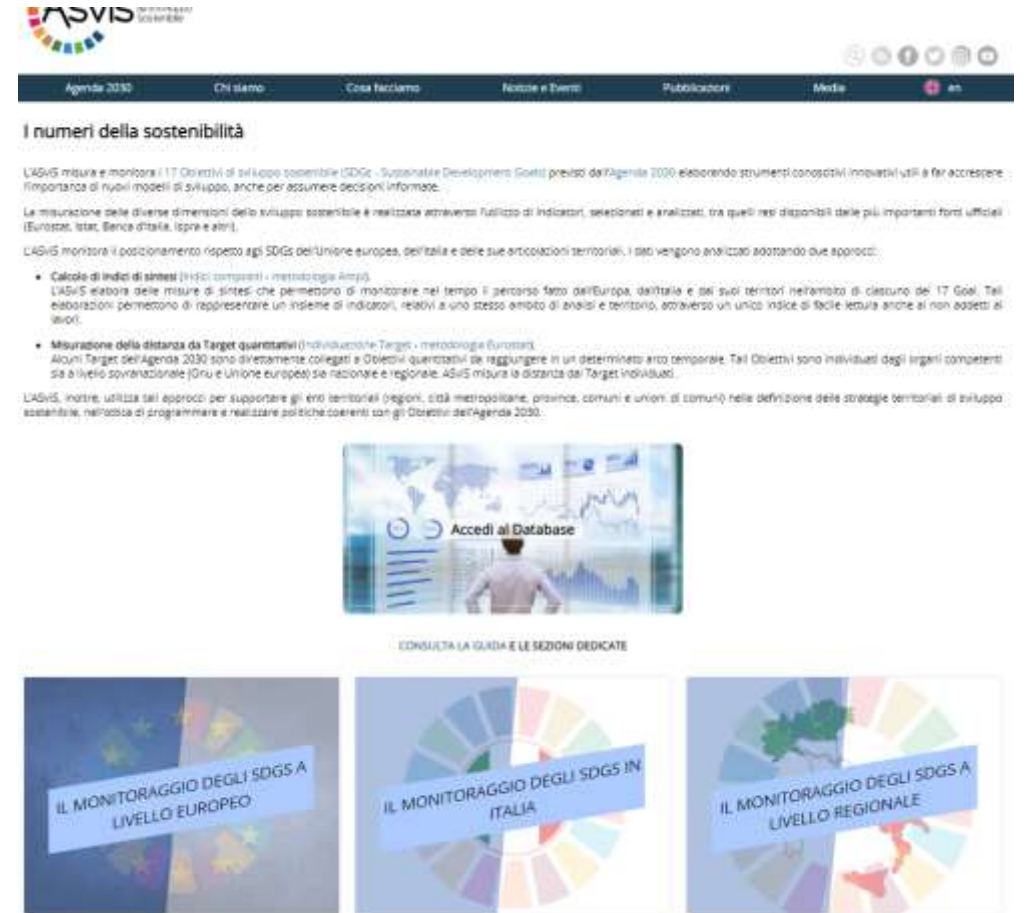 ASviS
Sostenibile
Agenda 2030 Chi siamo Cosa facciamo Notizie e Eventi Pubblicazioni Media en
I numeri della sostenibilità
L'ASviS misura e monitora i 17 Obiettivi di sviluppo sostenibile (SDGs - Sustainable Development Goals) previsti dall'Agenda 2030 elaborando strumenti conoscitivi innovativi utili a far accrescere
l'importanza di nuovi modelli di sviluppo, anche per assumere decisioni informate.
La misurazione delle diverse dimensioni dello sviluppo sostenibile è realizzata attraverso l'utilizzo di indicatori, selezionati e analizzati, tra quelli resi disponibili dalle più importanti fonti ufficiali
(Eurostat, Istat, Banca d'Italia, Ispra e altri).
L'ASviS monitora il posizionamento rispetto agli SDGs dell'Unione europea, dell'Italia e delle sue articolazioni territoriali. I dati vengono analizzati adottando due approcci:
• Calcolo di indici di sintesi (Indici compositi - metodologia Ampi).
L'ASviS elabora delle misure di sintesi che permettono di monitorare nel tempo il percorso fatto dall'Europa, dall'Italia e dai suoi territori nell'ambito di ciascuno dei 17 Goal. Tali
elaborazioni permettono di rappresentare un insieme di indicatori, relativi a uno stesso ambito di analisi e territorio, attraverso un unico indice di facile lettura anche ai non addetti ai
lavori.
• Misurazione della distanza da Target quantitativi (Individuazione Target - metodologia Eurostat).
Alcuni Target dell'Agenda 2030 sono direttamente collegati a Obiettivi quantitativi da raggiungere in un determinato arco temporale. Tali Obiettivi sono individuati dagli organi competenti
sia a livello sovranazionale (Onu e Unione europea) sia nazionale e regionale. ASviS misura la distanza dai Target individuati.
L'ASviS, inoltre, utilizza tali approcci per supportare gli enti territoriali (regioni, città metropolitane, province, comuni e unioni di comuni) nella definizione delle strategie territoriali di sviluppo
sostenibile, nell'ottica di programmare e realizzare politiche coerenti con gli Obiettivi dell'Agenda 2030.
Accedi al Database
CONSULTA LA GUIDA E LE SEZIONI DEDICATE
IL MONITORAGGIO DEGLI SDGS A
LIVELLO EUROPEO
IL MONITORAGGIO DEGLI SDGS IN
ITALIA
IL MONITORAGGIO DEGLI SDGS A
LIVELLO REGIONALE